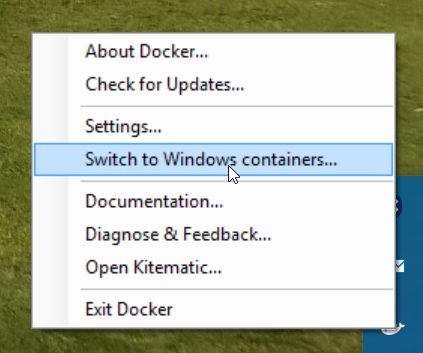 About Docker...
Check for Updates...
Settings...
Switch to Windows containers...
Documentation...
Diagnose & Feedback...
Open Kitematic...
Exit Docker